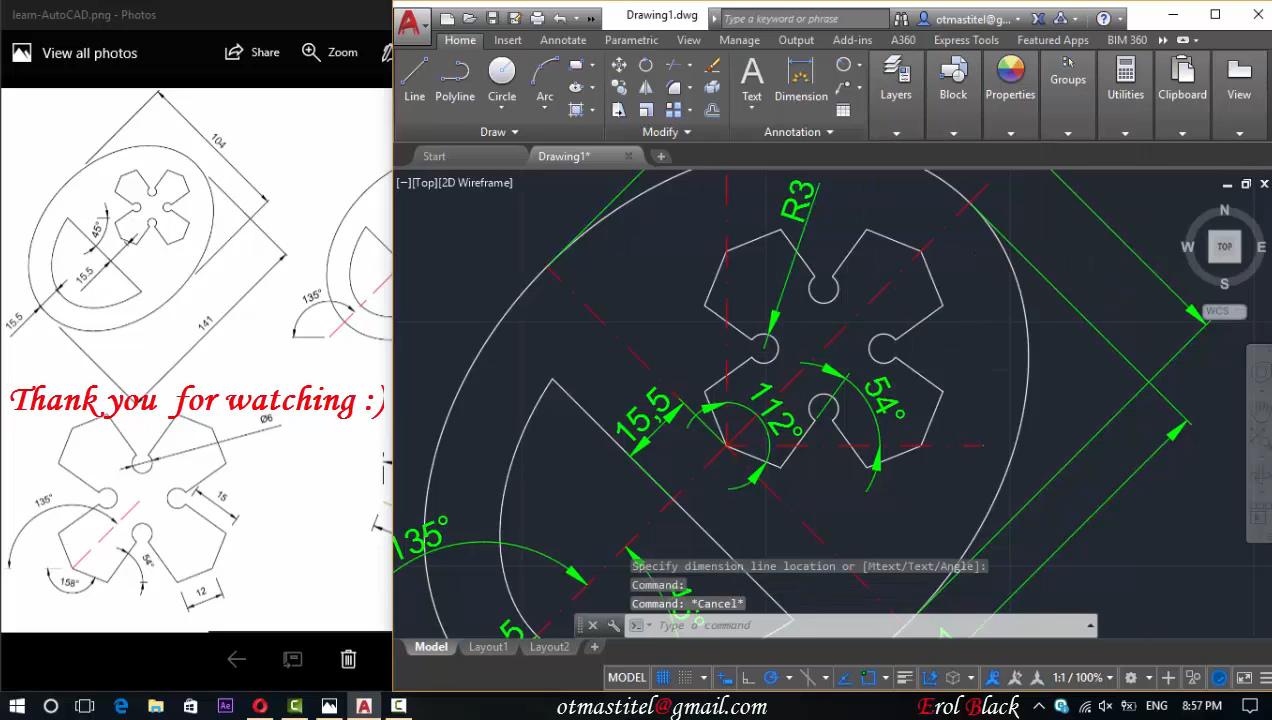 learn-AutoCAD.png - Photos
View all photos
Share
Zoom
104
45°
15.5
15.5
141
135°
Thank you for watching :)
Ø6
135°
15
54°
158°
12
Drawing1.dwg
Type a keyword or phrase
otmastitel@g...
Home
Insert
Annotate
Parametric
View
Manage
Output
Add-ins
A360
Express Tools
Featured Apps
BIM 360
Line
Polyline
Circle
Arc
Text
Dimension
Layers
Block
Properties
Groups
Utilities
Clipboard
View
Draw
Modify
Annotation
Start
Drawing1*
[−][Top][2D Wireframe]
N
W
TOP
E
S
WCS
R3
15,5
112°
54°
135°
Specify dimension line location or [Mtext/Text/Angle]:
Command:
Command: *Cancel*
Type a command
Model
Layout1
Layout2
MODEL
1:1 / 100%
otmastitel@gmail.com
Erol Black
ENG
8:57 PM